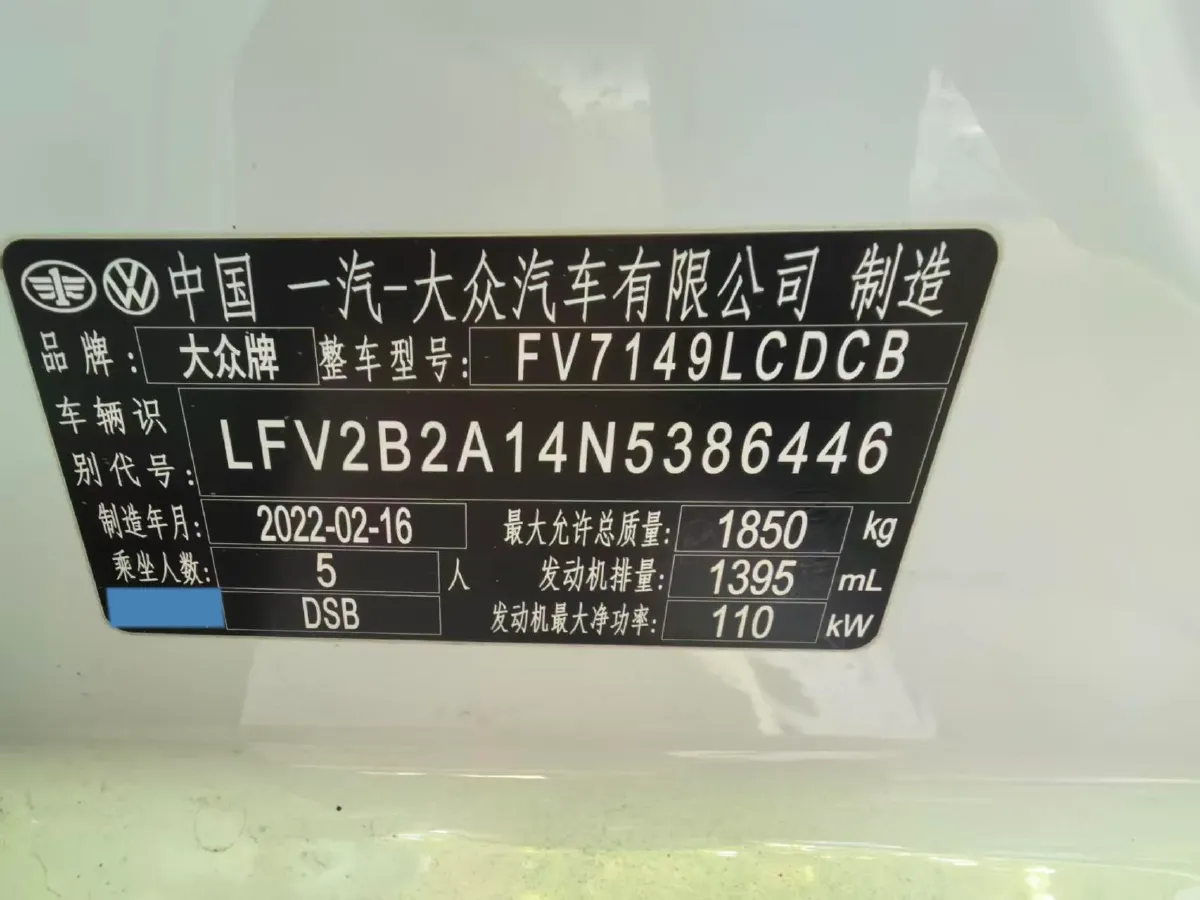 中国 一汽-大众汽车有限公司 制造
品牌: 大众牌 整车型号: FV7149LCDCB
车辆识别代号: LFV2B2A14N5386446
制造年月: 2022-02-16 最大允许总质量: 1850 kg
乘坐人数: 5 人 发动机排量: 1395 mL
DSB 发动机最大净功率: 110 kW